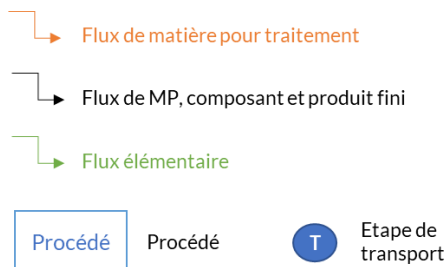 Flux de matière pour traitement
Flux de MP, composant et produit fini
Flux élémentaire
Procédé Procédé T Etape de
transport